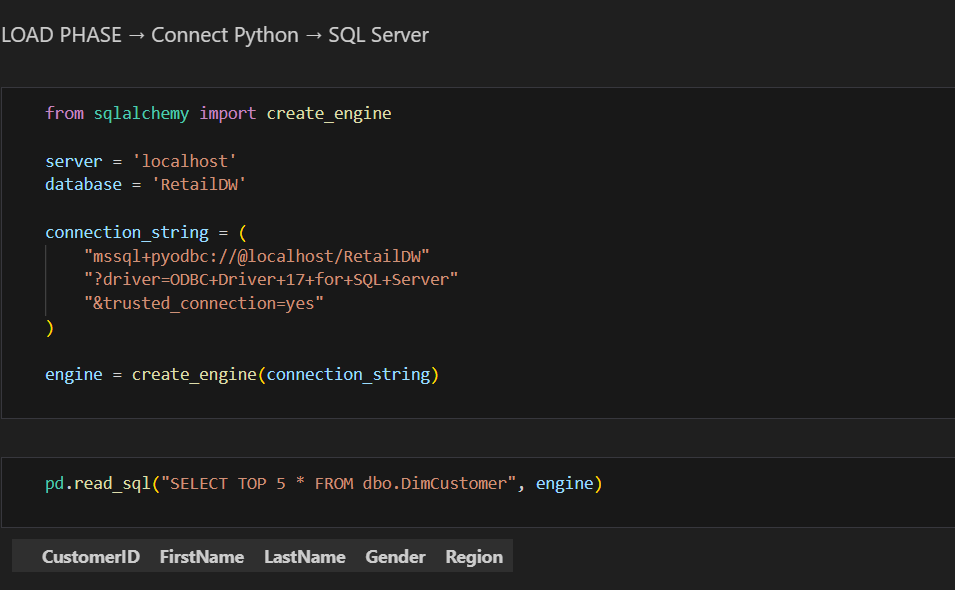 LOAD PHASE → Connect Python → SQL Server
from sqlalchemy import create_engine
server = 'localhost'
database = 'RetailDW'
connection_string = (
    "mssql+pyodbc://@localhost/RetailDW"
    "?driver=ODBC+Driver+17+for+SQL+Server"
    "&trusted_connection=yes"
)
engine = create_engine(connection_string)
pd.read_sql("SELECT TOP 5 * FROM dbo.DimCustomer", engine)
CustomerID FirstName LastName Gender Region